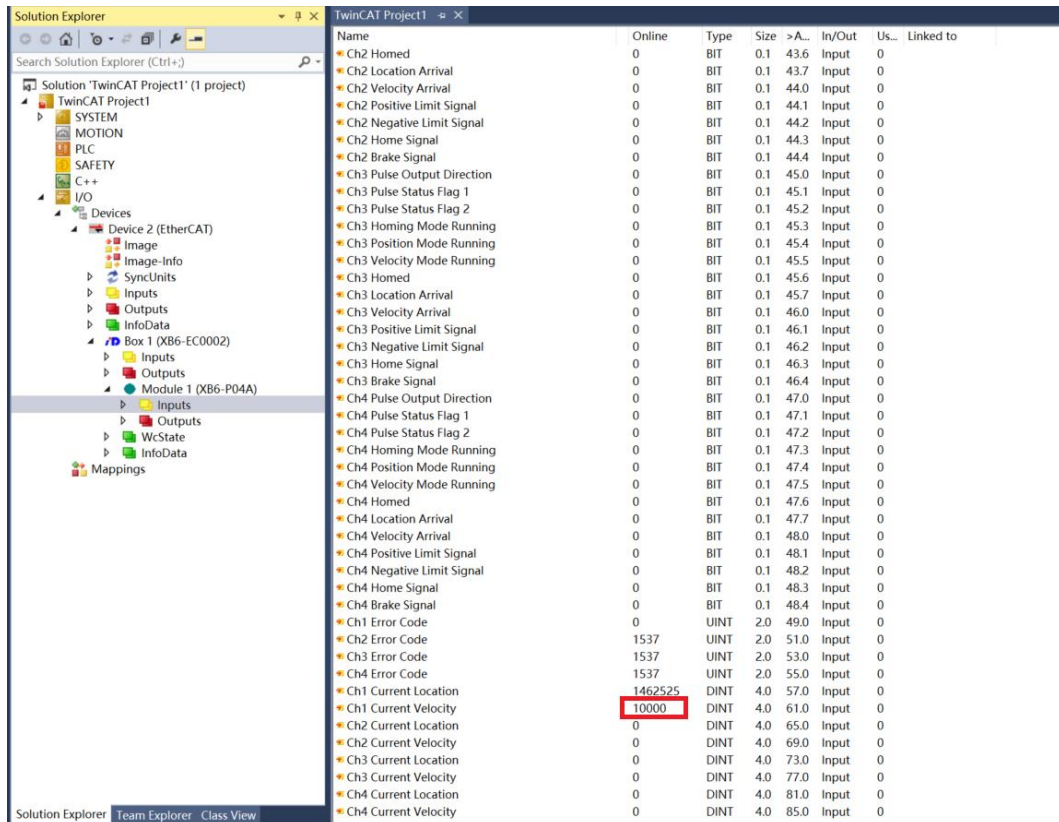 Solution Explorer
Search Solution Explorer (Ctrl+;)
Solution 'TwinCAT Project1' (1 project)
TwinCAT Project1
SYSTEM
MOTION
PLC
SAFETY
C++
I/O
Devices
Device 2 (EtherCAT)
Image
Image-Info
SyncUnits
Inputs
Outputs
InfoData
Box 1 (XB6-EC0002)
Inputs
Outputs
Module 1 (XB6-P04A)
Inputs
Outputs
WcState
InfoData
Mappings
Solution Explorer Team Explorer Class View
TwinCAT Project1
Name Online Type Size >A... In/Out Us... Linked to
Ch2 Homed 0 BIT 0.1 43.6 Input 0
Ch2 Location Arrival 0 BIT 0.1 43.7 Input 0
Ch2 Velocity Arrival 0 BIT 0.1 44.0 Input 0
Ch2 Positive Limit Signal 0 BIT 0.1 44.1 Input 0
Ch2 Negative Limit Signal 0 BIT 0.1 44.2 Input 0
Ch2 Home Signal 0 BIT 0.1 44.3 Input 0
Ch2 Brake Signal 0 BIT 0.1 44.4 Input 0
Ch3 Pulse Output Direction 0 BIT 0.1 45.0 Input 0
Ch3 Pulse Status Flag 1 0 BIT 0.1 45.1 Input 0
Ch3 Pulse Status Flag 2 0 BIT 0.1 45.2 Input 0
Ch3 Homing Mode Running 0 BIT 0.1 45.3 Input 0
Ch3 Position Mode Running 0 BIT 0.1 45.4 Input 0
Ch3 Velocity Mode Running 0 BIT 0.1 45.5 Input 0
Ch3 Homed 0 BIT 0.1 45.6 Input 0
Ch3 Location Arrival 0 BIT 0.1 45.7 Input 0
Ch3 Velocity Arrival 0 BIT 0.1 46.0 Input 0
Ch3 Positive Limit Signal 0 BIT 0.1 46.1 Input 0
Ch3 Negative Limit Signal 0 BIT 0.1 46.2 Input 0
Ch3 Home Signal 0 BIT 0.1 46.3 Input 0
Ch3 Brake Signal 0 BIT 0.1 46.4 Input 0
Ch4 Pulse Output Direction 0 BIT 0.1 47.0 Input 0
Ch4 Pulse Status Flag 1 0 BIT 0.1 47.1 Input 0
Ch4 Pulse Status Flag 2 0 BIT 0.1 47.2 Input 0
Ch4 Homing Mode Running 0 BIT 0.1 47.3 Input 0
Ch4 Position Mode Running 0 BIT 0.1 47.4 Input 0
Ch4 Velocity Mode Running 0 BIT 0.1 47.5 Input 0
Ch4 Homed 0 BIT 0.1 47.6 Input 0
Ch4 Location Arrival 0 BIT 0.1 47.7 Input 0
Ch4 Velocity Arrival 0 BIT 0.1 48.0 Input 0
Ch4 Positive Limit Signal 0 BIT 0.1 48.1 Input 0
Ch4 Negative Limit Signal 0 BIT 0.1 48.2 Input 0
Ch4 Home Signal 0 BIT 0.1 48.3 Input 0
Ch4 Brake Signal 0 BIT 0.1 48.4 Input 0
Ch1 Error Code 0 UINT 2.0 49.0 Input 0
Ch2 Error Code 1537 UINT 2.0 51.0 Input 0
Ch3 Error Code 1537 UINT 2.0 53.0 Input 0
Ch4 Error Code 1537 UINT 2.0 55.0 Input 0
Ch1 Current Location 1462525 DINT 4.0 57.0 Input 0
Ch1 Current Velocity 10000 DINT 4.0 61.0 Input 0
Ch2 Current Location 0 DINT 4.0 65.0 Input 0
Ch2 Current Velocity 0 DINT 4.0 69.0 Input 0
Ch3 Current Location 0 DINT 4.0 73.0 Input 0
Ch3 Current Velocity 0 DINT 4.0 77.0 Input 0
Ch4 Current Location 0 DINT 4.0 81.0 Input 0
Ch4 Current Velocity 0 DINT 4.0 85.0 Input 0